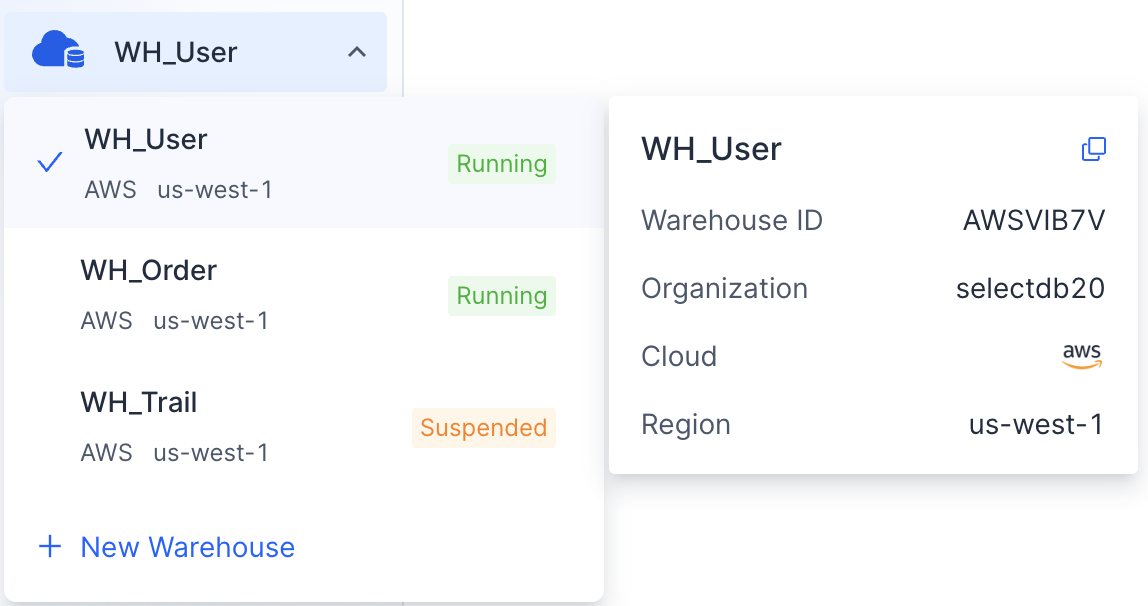 WH_User
WH_User
Running
AWS us-west-1
WH_Order
Running
AWS us-west-1
WH_Trail
Suspended
AWS us-west-1
+ New Warehouse
WH_User
Warehouse ID AWSVIB7V
Organization selectdb20
Cloud aws
Region us-west-1